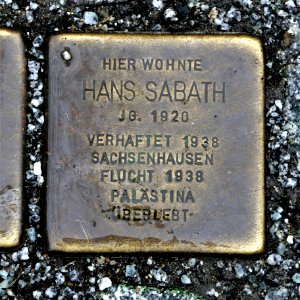 HIER WOHNTE
HANS SABATH
JG. 1920
VERHAFTET 1938
SACHSENHAUSEN
FLUCHT 1938
PALÄSTINA
ÜBERLEBT